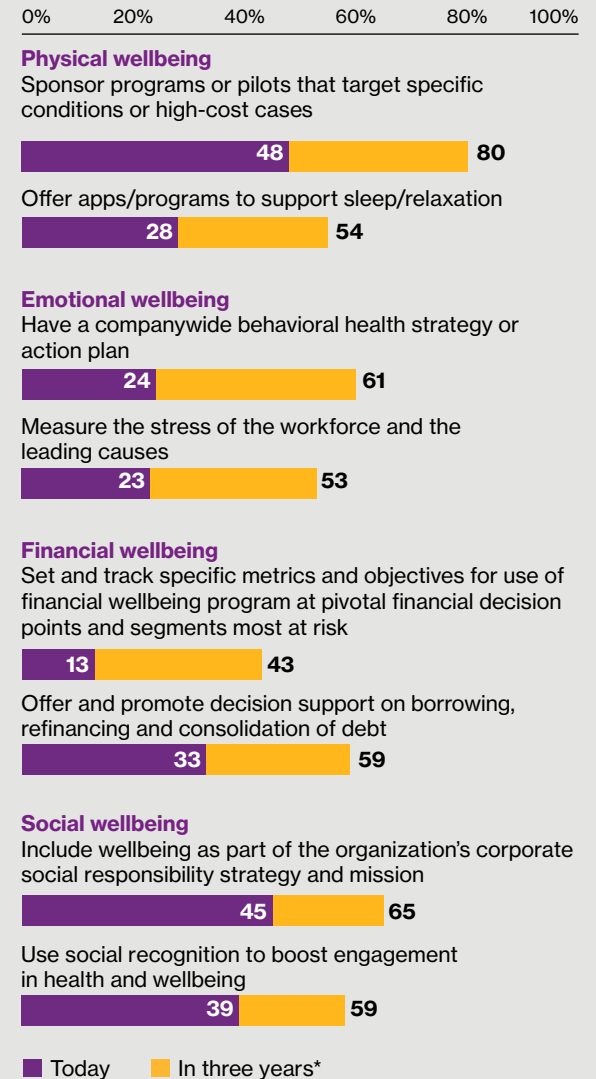 0% 20% 40% 60% 80% 100%
Physical wellbeing
Sponsor programs or pilots that target specific
conditions or high-cost cases
48 80
Offer apps/programs to support sleep/relaxation
28 54
Emotional wellbeing
Have a companywide behavioral health strategy or
action plan
24 61
Measure the stress of the workforce and the
leading causes
23 53
Financial wellbeing
Set and track specific metrics and objectives for use of
financial wellbeing program at pivotal financial decision
points and segments most at risk
13 43
Offer and promote decision support on borrowing,
refinancing and consolidation of debt
33 59
Social wellbeing
Include wellbeing as part of the organization's corporate
social responsibility strategy and mission
45 65
Use social recognition to boost engagement
in health and wellbeing
39 59
Today In three years*